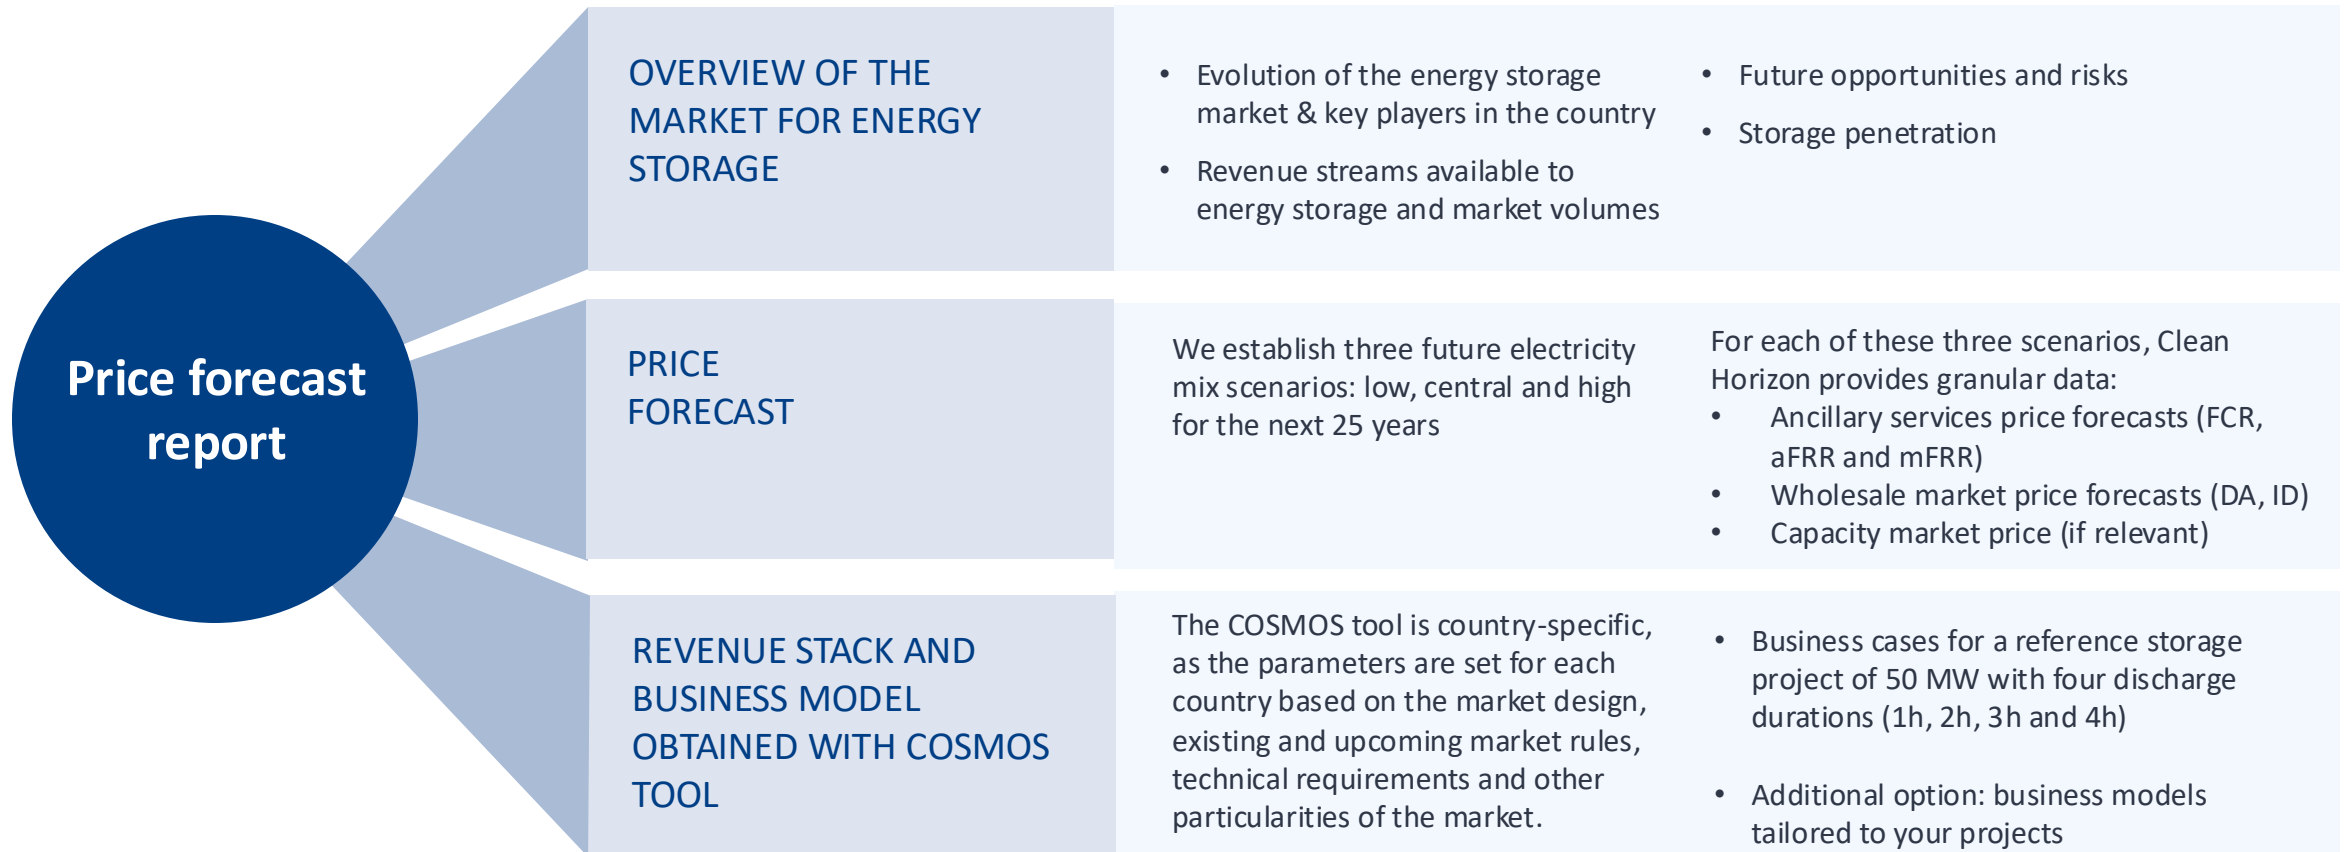 Price forecast
report
OVERVIEW OF THE
MARKET FOR ENERGY
STORAGE
• Evolution of the energy storage
market & key players in the country
• Revenue streams available to
energy storage and market volumes
• Future opportunities and risks
• Storage penetration
PRICE
FORECAST
We establish three future electricity
mix scenarios: low, central and high
for the next 25 years
For each of these three scenarios, Clean
Horizon provides granular data:
• Ancillary services price forecasts (FCR,
aFRR and mFRR)
• Wholesale market price forecasts (DA, ID)
• Capacity market price (if relevant)
REVENUE STACK AND
BUSINESS MODEL
OBTAINED WITH COSMOS
TOOL
The COSMOS tool is country-specific,
as the parameters are set for each
country based on the market design,
existing and upcoming market rules,
technical requirements and other
particularities of the market.
• Business cases for a reference storage
project of 50 MW with four discharge
durations (1h, 2h, 3h and 4h)
• Additional option: business models
tailored to your projects